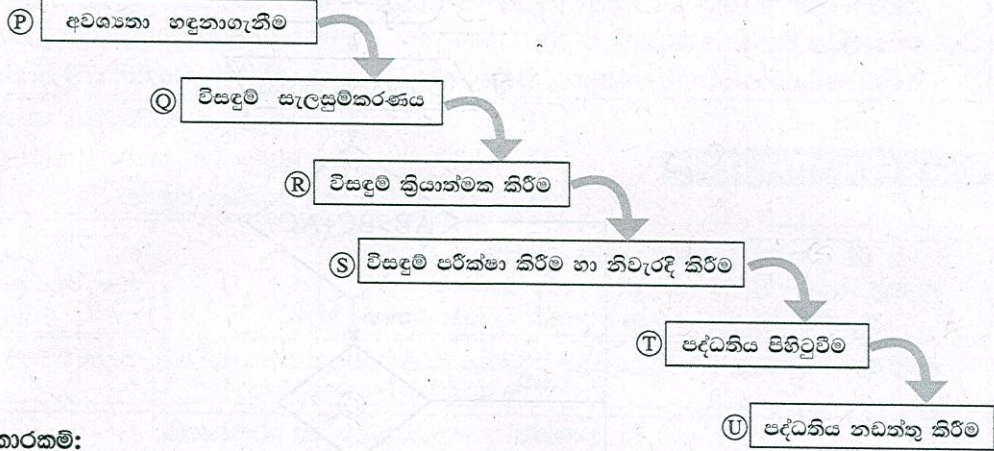 Ⓟ අවශ්‍යතා හඳුනාගැනීම
Ⓠ විසඳුම් සැලසුම්කරණය
Ⓡ විසඳුම් ක්‍රියාත්මක කිරීම
Ⓢ විසඳුම් පරීක්ෂා කිරීම හා නිවැරදි කිරීම
Ⓣ පද්ධතිය පිහිටුවීම
Ⓤ පද්ධතිය නඩත්තු කිරීම